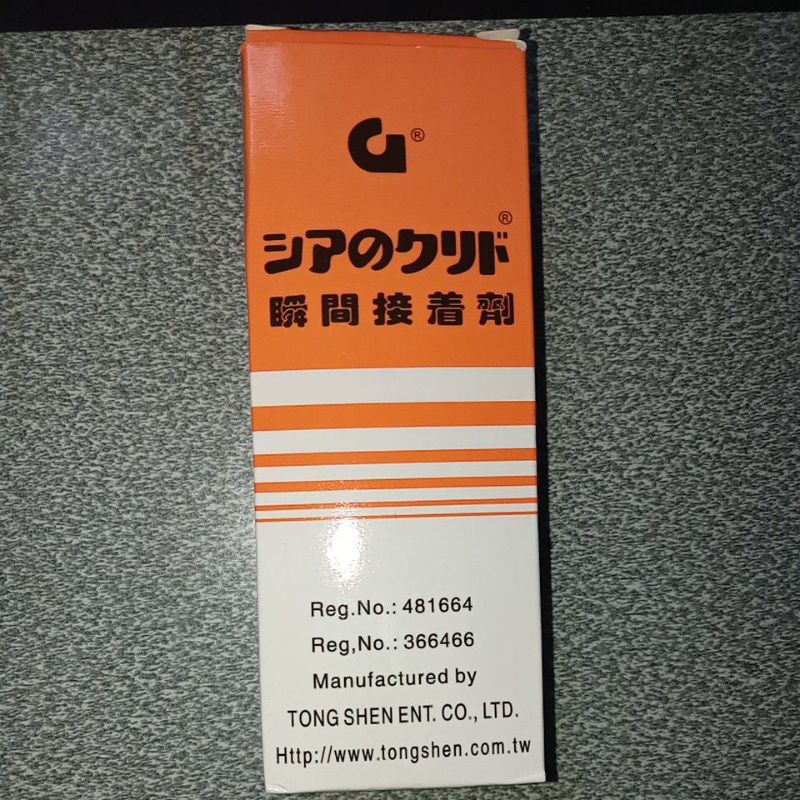 G®
シアのクリド®
瞬間接着劑
Reg.No.: 481664
Reg,No.: 366466
Manufactured by
TONG SHEN ENT. CO., LTD.
Http://www.tongshen.com.tw